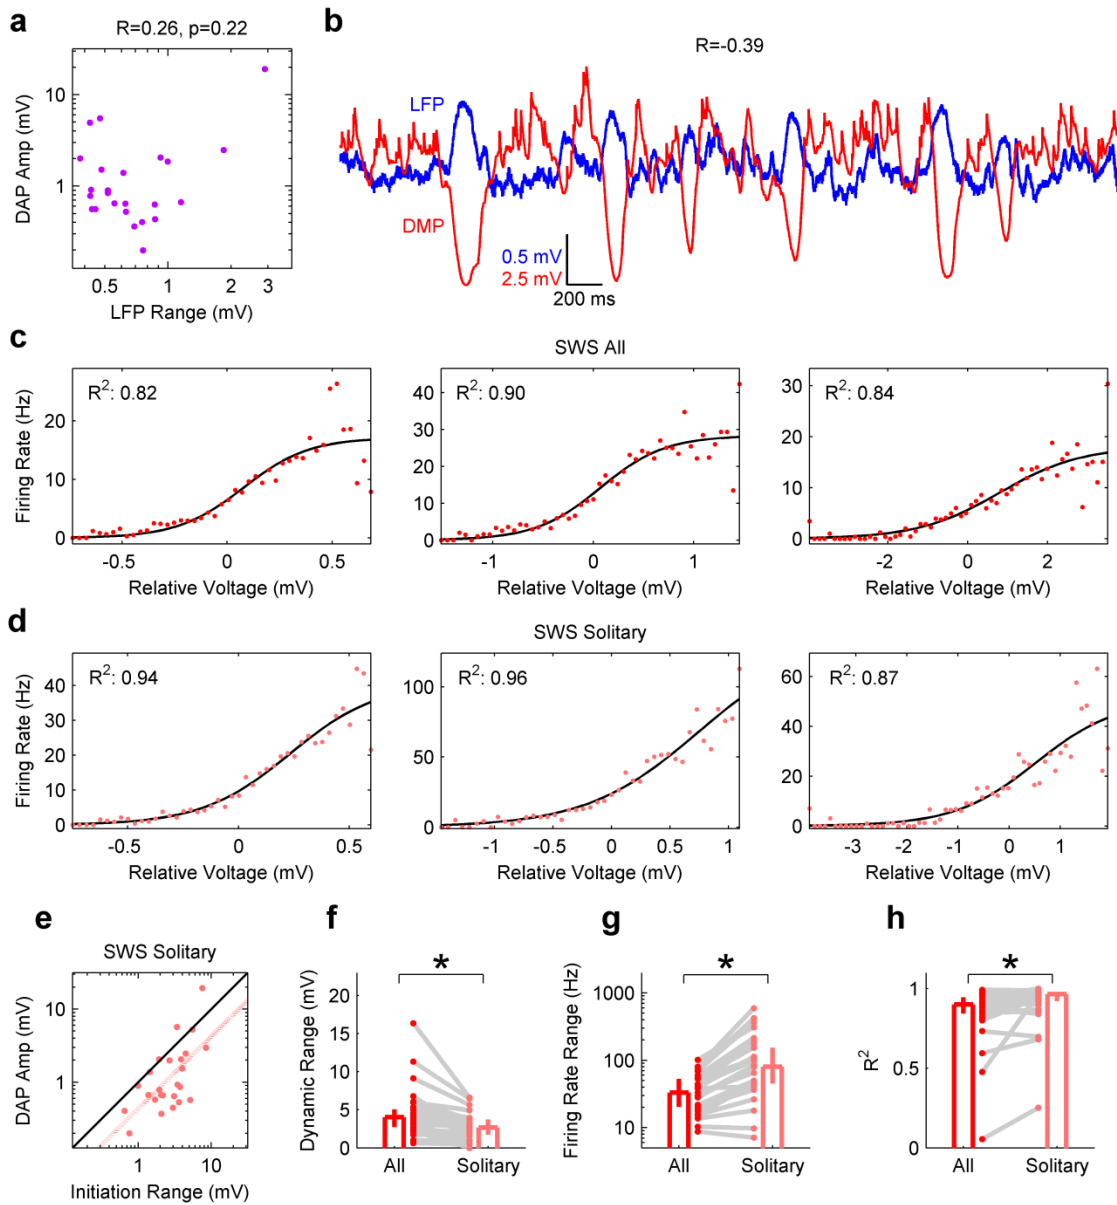 a
R=0.26, p=0.22
DAP Amp (mV)
10
1
0.5
1
2
3
LFP Range (mV)
b
R=-0.39
LFP
DMP
0.5 mV
2.5 mV
200 ms
c
SWS All
Firing Rate (Hz)
R²: 0.82
20
10
0
-0.5
0
0.5
Relative Voltage (mV)
R²: 0.90
40
30
20
10
0
-1
0
1
Relative Voltage (mV)
R²: 0.84
30
20
10
0
-2
0
2
Relative Voltage (mV)
d
SWS Solitary
Firing Rate (Hz)
R²: 0.94
40
30
20
10
0
-0.5
0
0.5
Relative Voltage (mV)
R²: 0.96
100
50
0
-1
-0.5
0
0.5
1
Relative Voltage (mV)
R²: 0.87
60
40
20
0
-3
-2
-1
0
1
Relative Voltage (mV)
e
SWS Solitary
DAP Amp (mV)
10
1
1
10
Initiation Range (mV)
f
*
Dynamic Range (mV)
20
15
10
5
0
All
Solitary
g
*
Firing Rate Range (Hz)
1000
100
10
All
Solitary
h
*
R²
1
0.5
0
All
Solitary